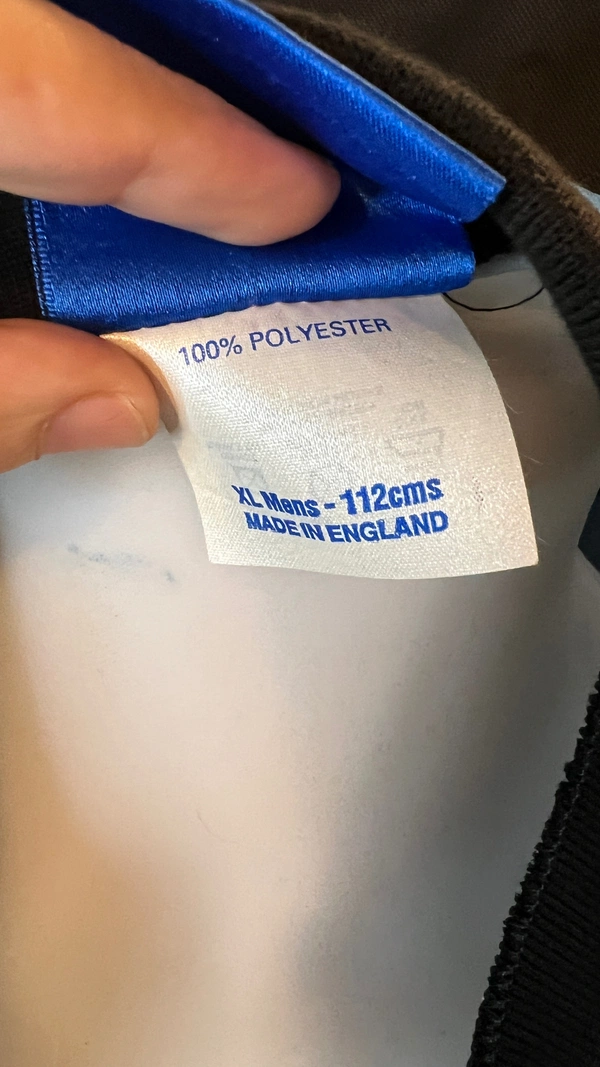 100% POLYESTER
XL Mens - 112cms
MADE IN ENGLAND